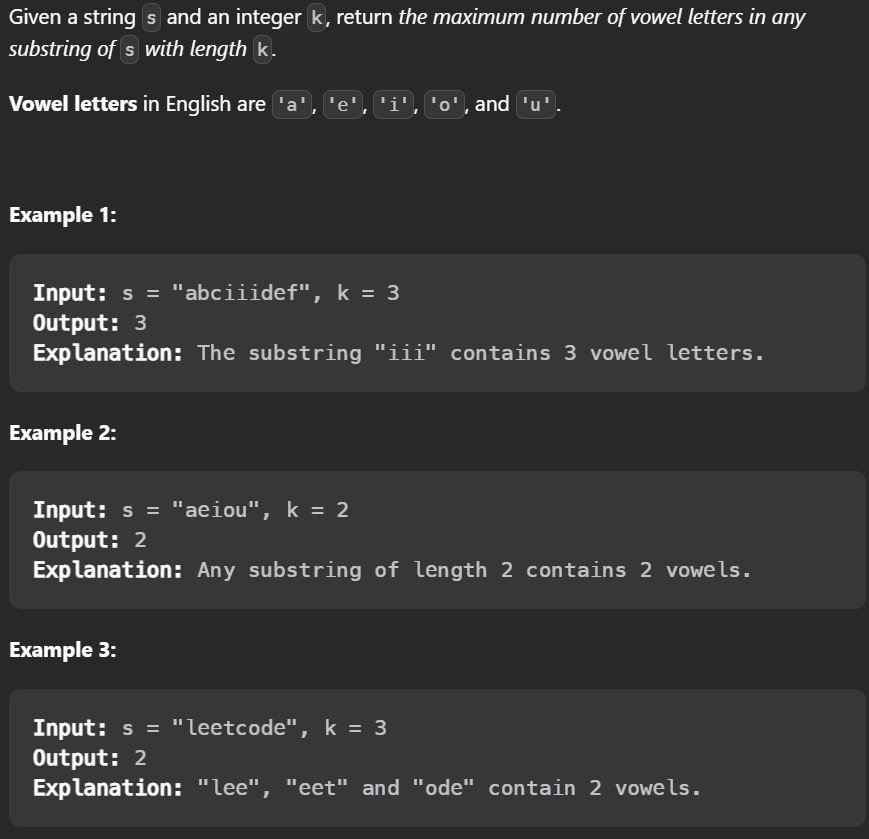 Given a string s and an integer k, return the maximum number of vowel letters in any
substring of s with length k.
Vowel letters in English are 'a', 'e', 'i', 'o', and 'u'.
Example 1:
Input: s = "abciiidef", k = 3
Output: 3
Explanation: The substring "iii" contains 3 vowel letters.
Example 2:
Input: s = "aeiou", k = 2
Output: 2
Explanation: Any substring of length 2 contains 2 vowels.
Example 3:
Input: s = "leetcode", k = 3
Output: 2
Explanation: "lee", "eet" and "ode" contain 2 vowels.